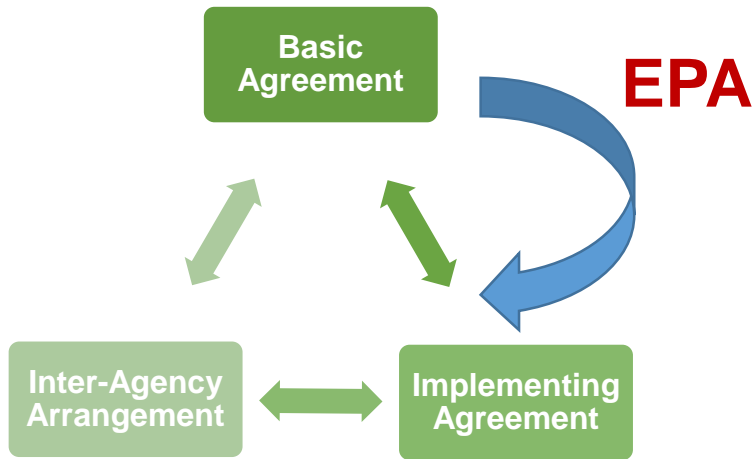 Basic
Agreement
EPA
Inter-Agency
Arrangement
Implementing
Agreement